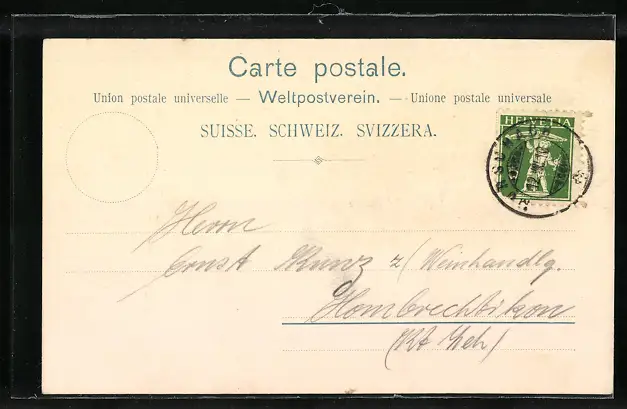 Carte postale.
Union postale universelle — Weltpostverein. — Unione postale universale
SUISSE. SCHWEIZ. SVIZZERA.
HELVETIA
Herrn
Ernst Kunz z/ Weinhandlg.
Hombrechtikon
(Kt Zch)